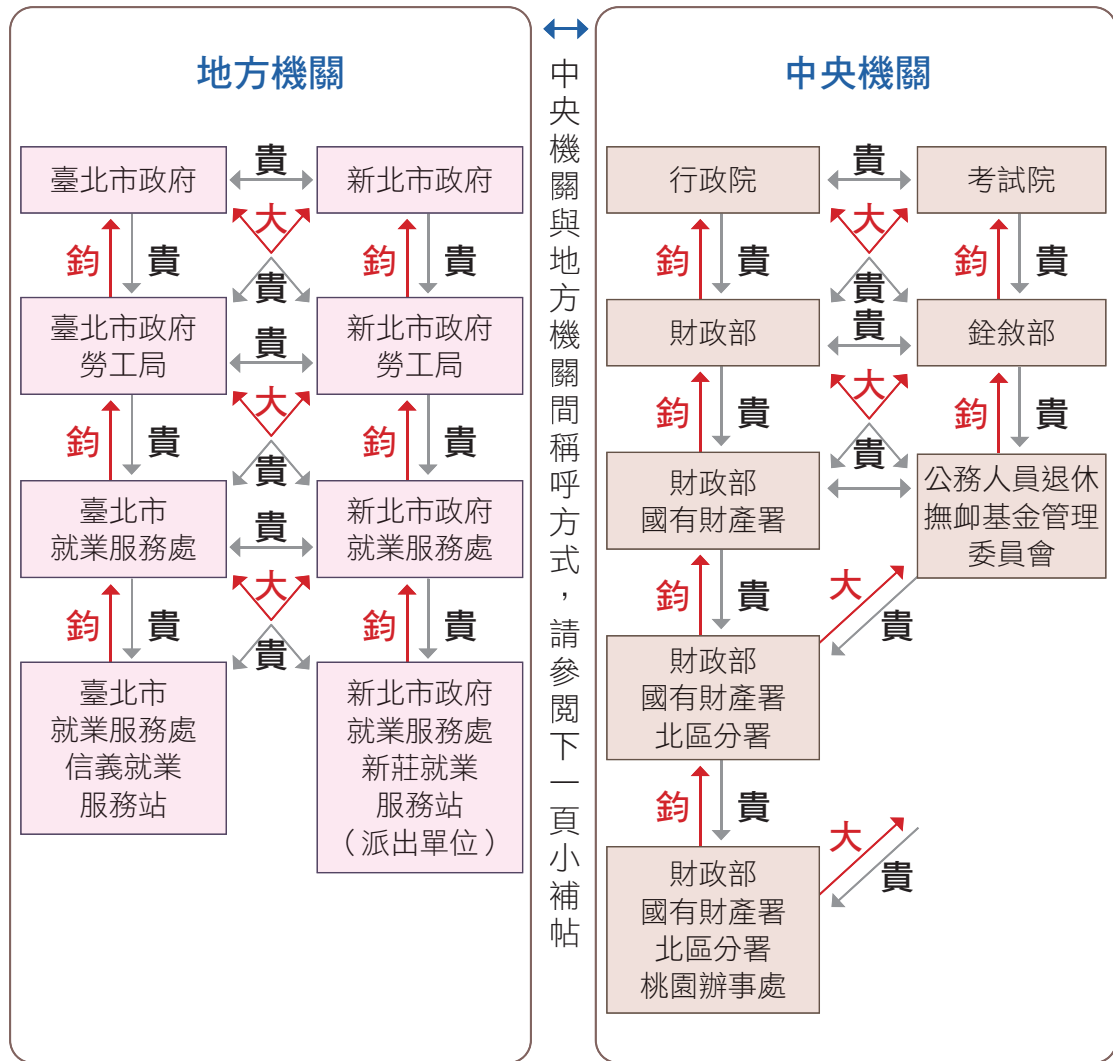 地方機關
臺北市政府
貴
新北市政府
大
鈞
貴
鈞
貴
貴
臺北市政府
勞工局
貴
新北市政府
勞工局
大
鈞
貴
鈞
貴
貴
臺北市
就業服務處
貴
新北市政府
就業服務處
大
鈞
貴
鈞
貴
貴
臺北市
就業服務處
信義就業
服務站
新北市政府
就業服務處
新莊就業
服務站
（派出單位）
中央機關與地方機關間稱呼方式，請參閱下一頁小補帖
中央機關
行政院
貴
考試院
大
鈞
貴
鈞
貴
貴
財政部
貴
銓敘部
大
鈞
貴
鈞
貴
貴
財政部
國有財產署
公務人員退休
撫卹基金管理
委員會
鈞
貴
大
貴
財政部
國有財產署
北區分署
鈞
貴
大
貴
財政部
國有財產署
北區分署
桃園辦事處